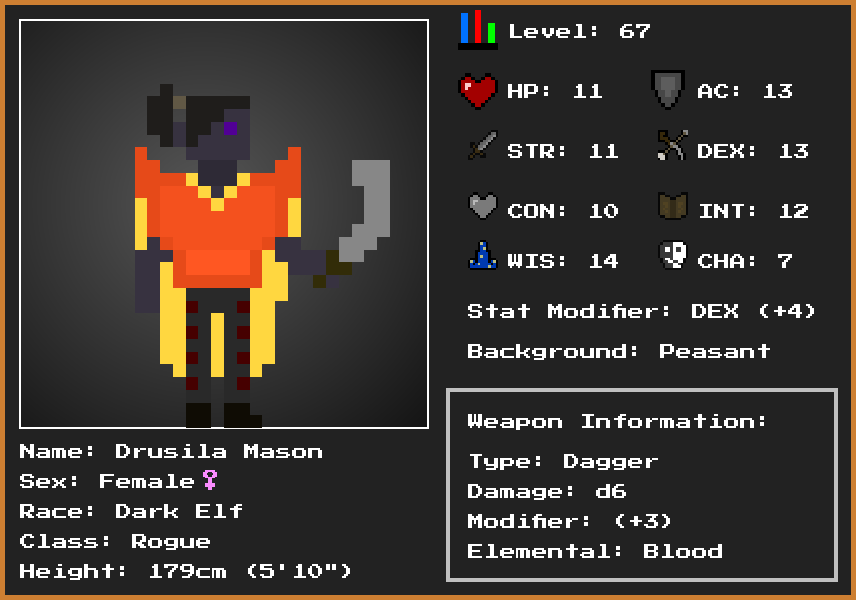 Level: 67
HP: 11
AC: 13
STR: 11
DEX: 13
CON: 10
INT: 12
WIS: 14
CHA: 7
Stat Modifier: DEX (+4)
Background: Peasant
Weapon Information:
Type: Dagger
Damage: d6
Modifier: (+3)
Elemental: Blood
Name: Drusila Mason
Sex: Female♀
Race: Dark Elf
Class: Rogue
Height: 179cm (5'10")